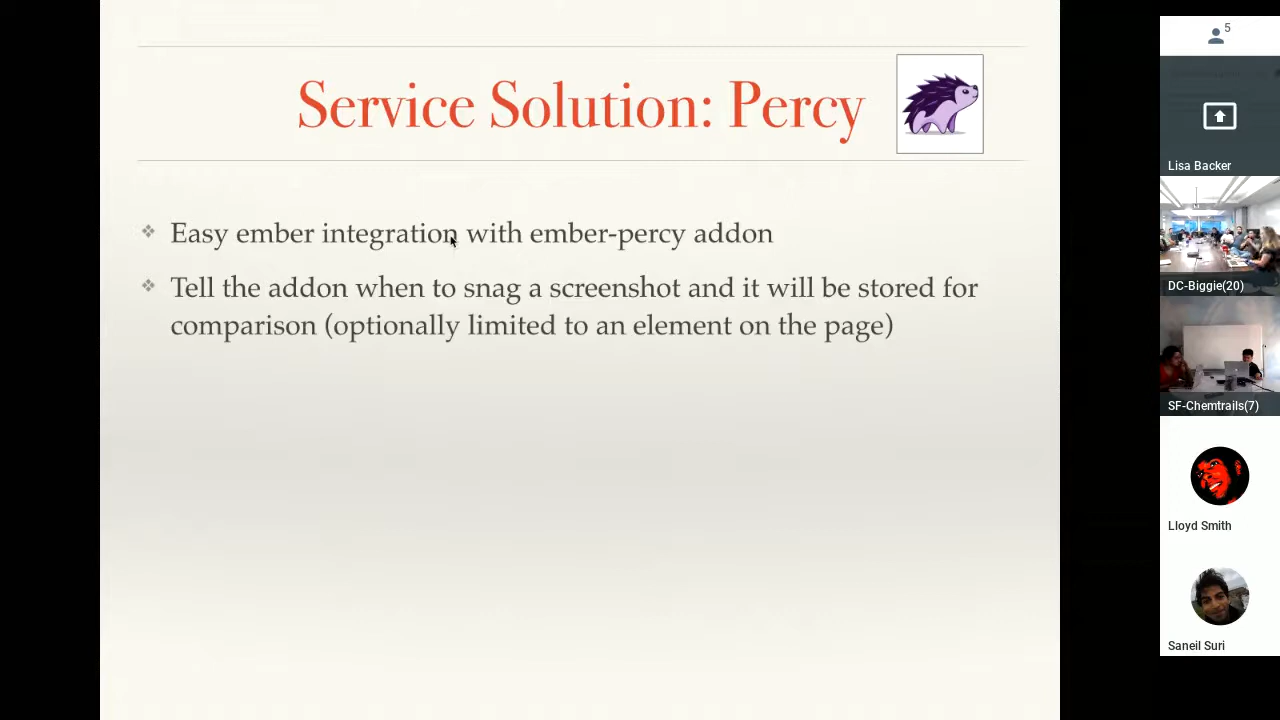 Service Solution: Percy
❖ Easy ember integration with ember-percy addon
❖ Tell the addon when to snag a screenshot and it will be stored for
comparison (optionally limited to an element on the page)
5
Lisa Backer
DC-Biggie(20)
SF-Chemtrails(7)
Lloyd Smith
Saneil Suri